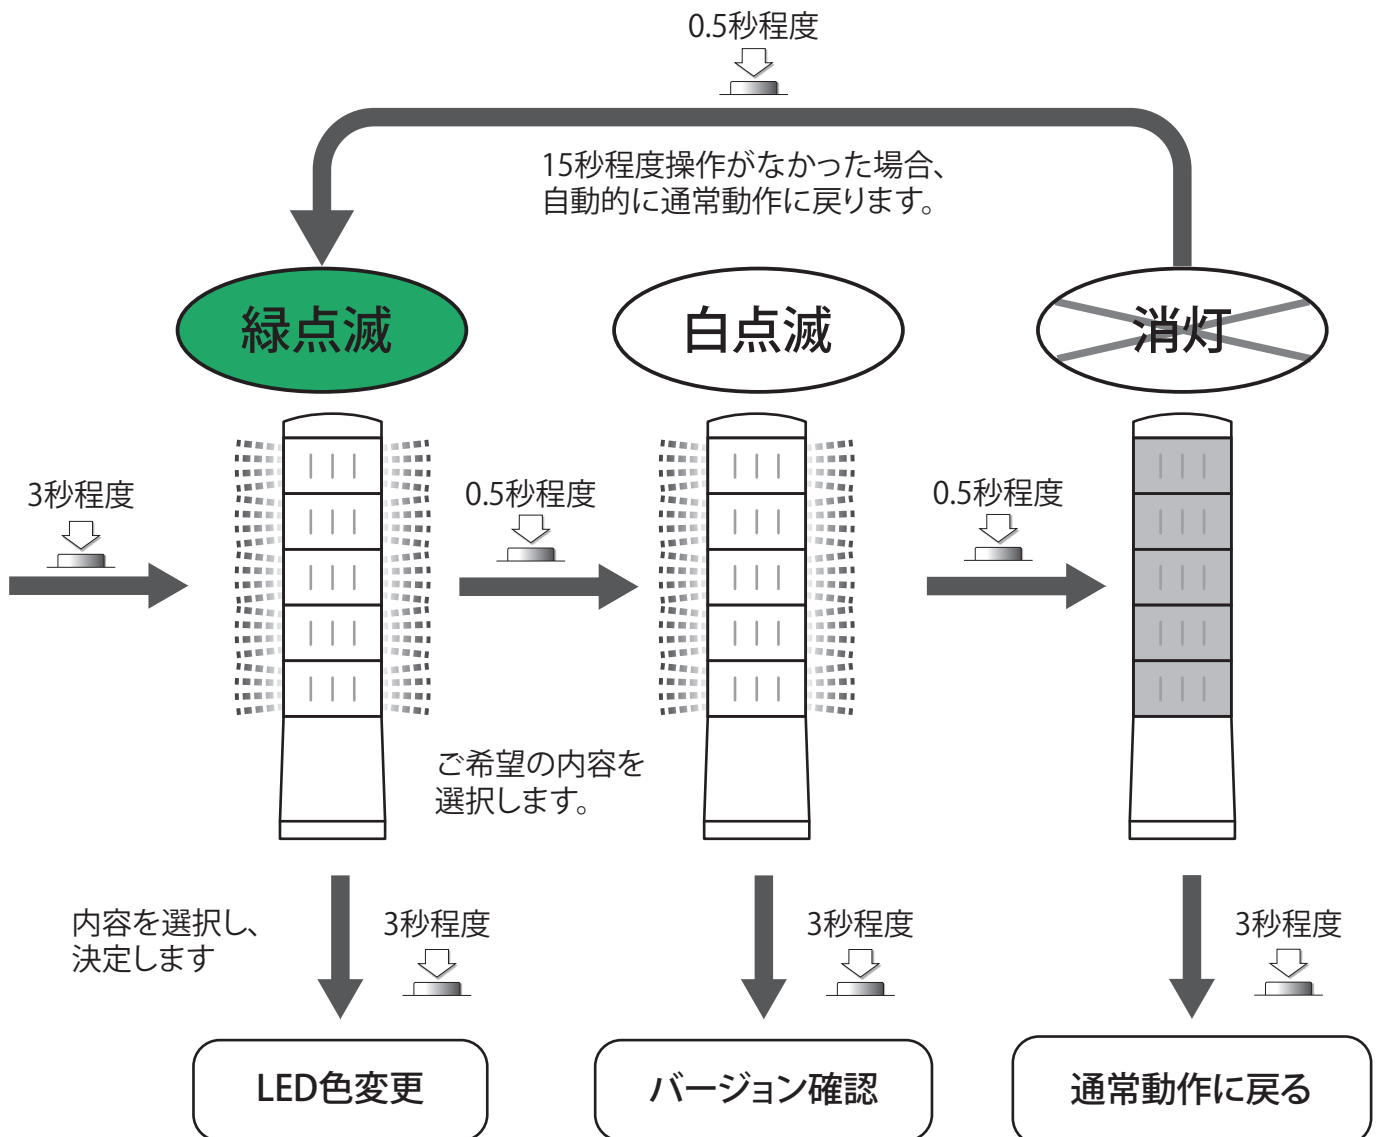 0.5秒程度
15秒程度操作がなかった場合、
自動的に通常動作に戻ります。
緑点滅
白点滅
消灯
3秒程度
0.5秒程度
0.5秒程度
ご希望の内容を
選択します。
内容を選択し、
決定します
3秒程度
3秒程度
3秒程度
LED色変更
バージョン確認
通常動作に戻る